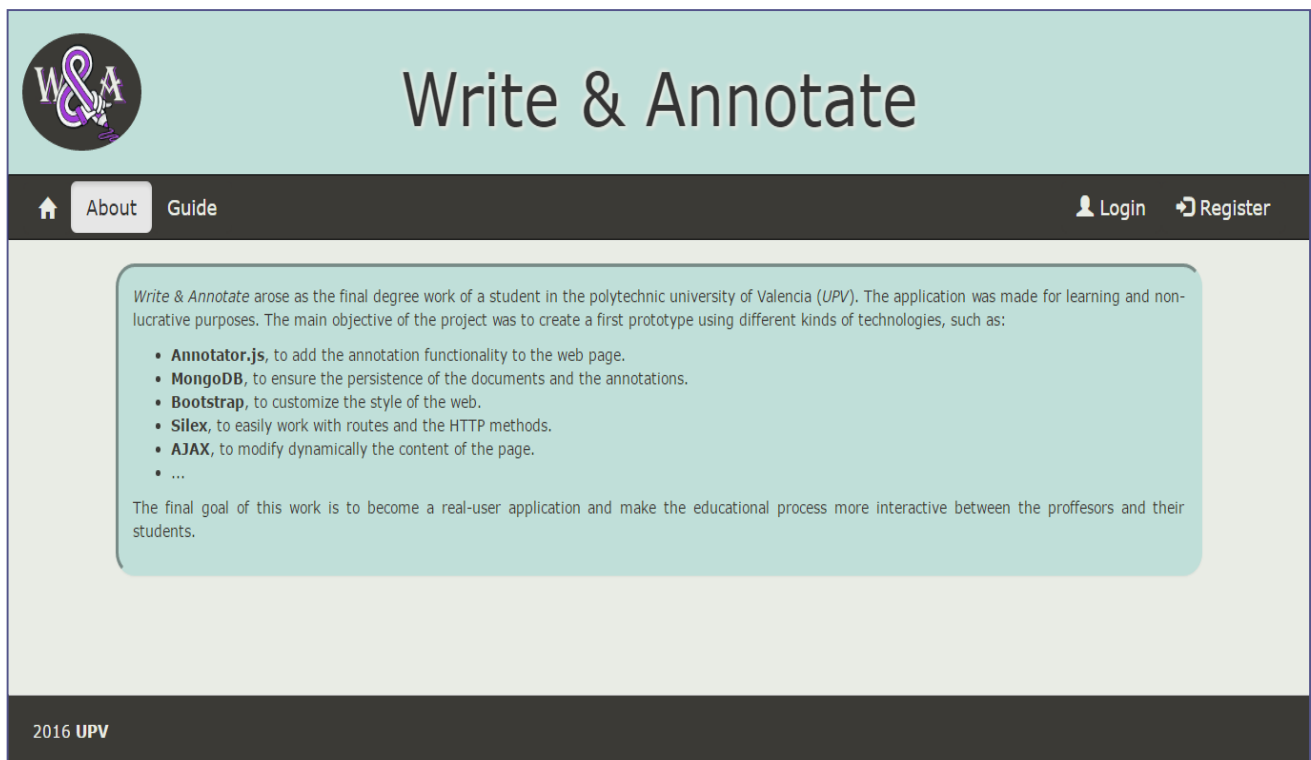 W&A
Write & Annotate
About Guide Login Register
Write & Annotate arose as the final degree work of a student in the polytechnic university of Valencia (UPV). The application was made for learning and non-
lucrative purposes. The main objective of the project was to create a first prototype using different kinds of technologies, such as:
• Annotator.js, to add the annotation functionality to the web page.
• MongoDB, to ensure the persistence of the documents and the annotations.
• Bootstrap, to customize the style of the web.
• Silex, to easily work with routes and the HTTP methods.
• AJAX, to modify dynamically the content of the page.
• ...
The final goal of this work is to become a real-user application and make the educational process more interactive between the proffesors and their
students.
2016 UPV